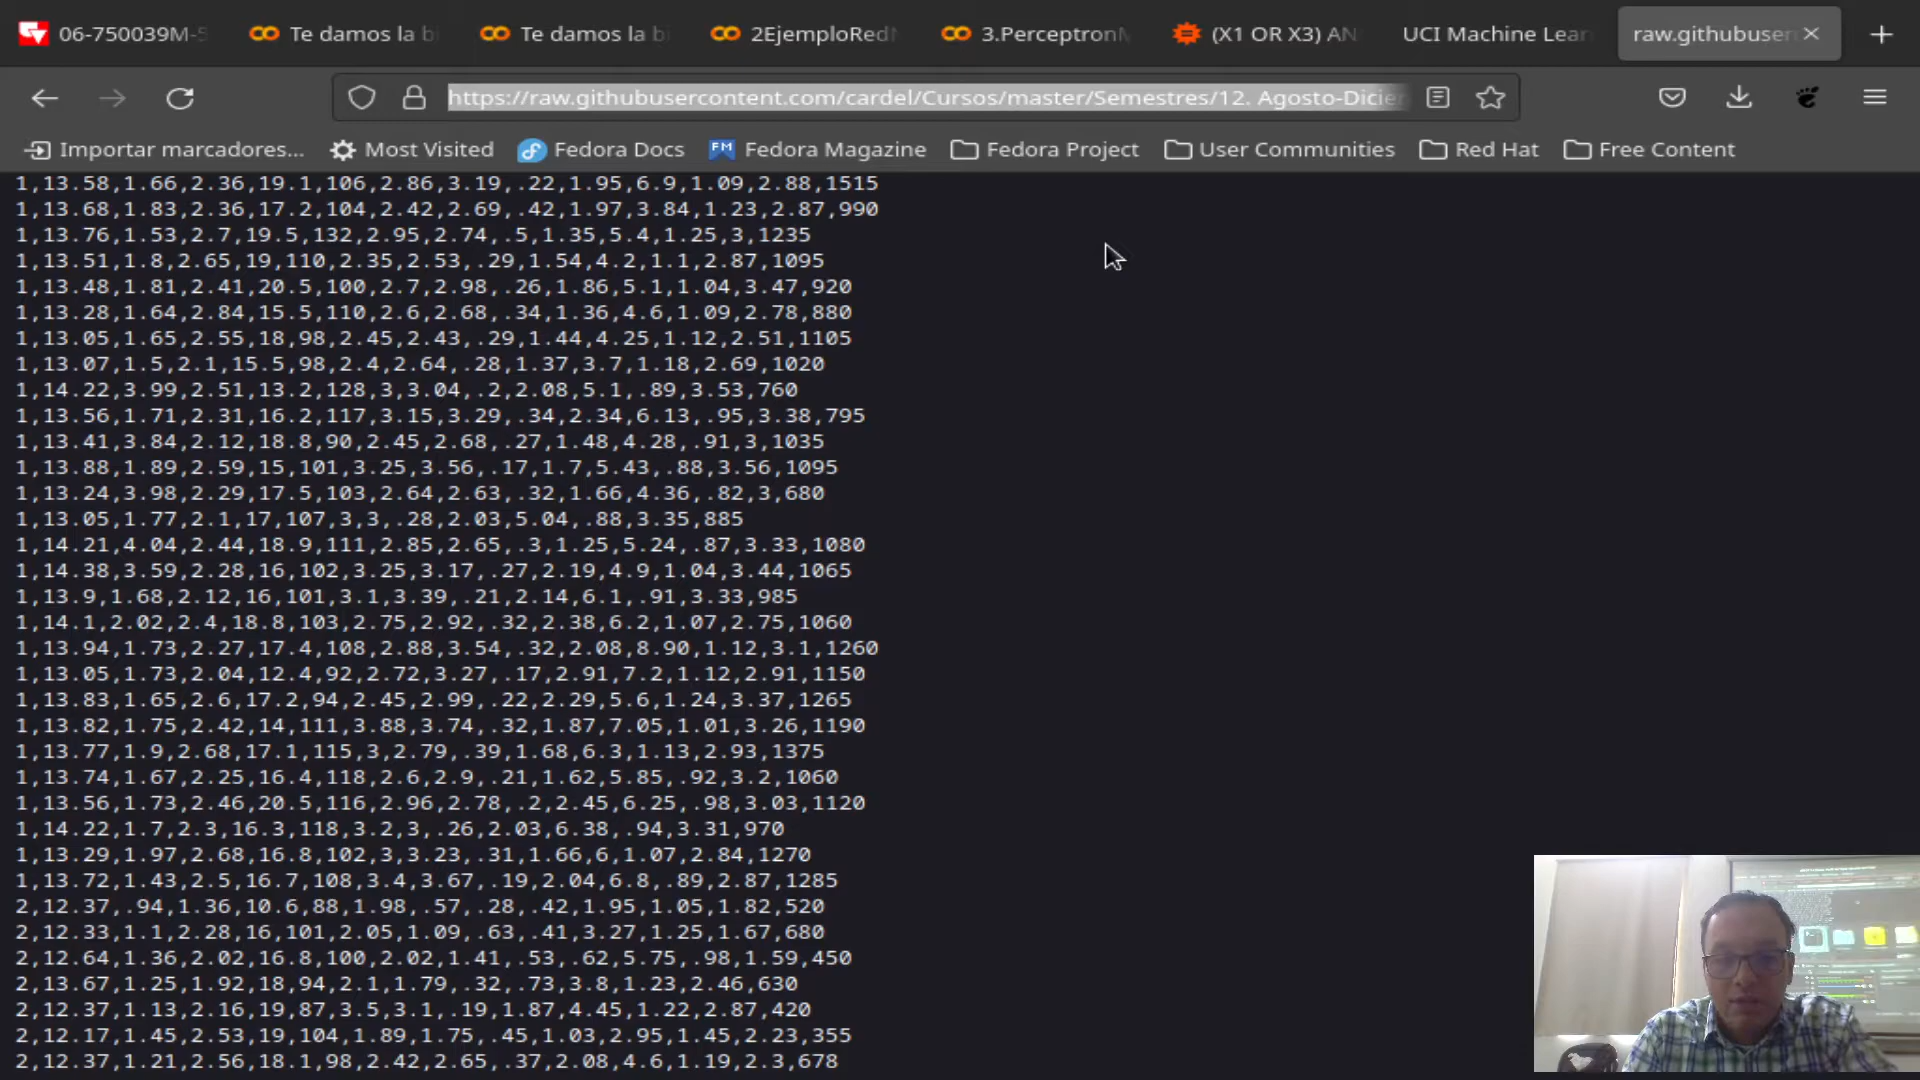 06-750039M-S
Te damos la bi
Te damos la bi
2EjemploRedN
3.PerceptronM
(X1 OR X3) AN
UCI Machine Lear
raw.githubuser
https://raw.githubusercontent.com/cardel/Cursos/master/Semestres/12. Agosto-Dicier
Importar marcadores...
Most Visited
Fedora Docs
FM
Fedora Magazine
Fedora Project
User Communities
Red Hat
Free Content
1,13.58,1.66,2.36,19.1,106,2.86,3.19,.22,1.95,6.9,1.09,2.88,1515
1,13.68,1.83,2.36,17.2,104,2.42,2.69,.42,1.97,3.84,1.23,2.87,990
1,13.76,1.53,2.7,19.5,132,2.95,2.74,.5,1.35,5.4,1.25,3,1235
1,13.51,1.8,2.65,19,110,2.35,2.53,.29,1.54,4.2,1.1,2.87,1095
1,13.48,1.81,2.41,20.5,100,2.7,2.98,.26,1.86,5.1,1.04,3.47,920
1,13.28,1.64,2.84,15.5,110,2.6,2.68,.34,1.36,4.6,1.09,2.78,880
1,13.05,1.65,2.55,18,98,2.45,2.43,.29,1.44,4.25,1.12,2.51,1105
1,13.07,1.5,2.1,15.5,98,2.4,2.64,.28,1.37,3.7,1.18,2.69,1020
1,14.22,3.99,2.51,13.2,128,3,3.04,.2,2.08,5.1,.89,3.53,760
1,13.56,1.71,2.31,16.2,117,3.15,3.29,.34,2.34,6.13,.95,3.38,795
1,13.41,3.84,2.12,18.8,90,2.45,2.68,.27,1.48,4.28,.91,3,1035
1,13.88,1.89,2.59,15,101,3.25,3.56,.17,1.7,5.43,.88,3.56,1095
1,13.24,3.98,2.29,17.5,103,2.64,2.63,.32,1.66,4.36,.82,3,680
1,13.05,1.77,2.1,17,107,3,3,.28,2.03,5.04,.88,3.35,885
1,14.21,4.04,2.44,18.9,111,2.85,2.65,.3,1.25,5.24,.87,3.33,1080
1,14.38,3.59,2.28,16,102,3.25,3.17,.27,2.19,4.9,1.04,3.44,1065
1,13.9,1.68,2.12,16,101,3.1,3.39,.21,2.14,6.1,.91,3.33,985
1,14.1,2.02,2.4,18.8,103,2.75,2.92,.32,2.38,6.2,1.07,2.75,1060
1,13.94,1.73,2.27,17.4,108,2.88,3.54,.32,2.08,8.90,1.12,3.1,1260
1,13.05,1.73,2.04,12.4,92,2.72,3.27,.17,2.91,7.2,1.12,2.91,1150
1,13.83,1.65,2.6,17.2,94,2.45,2.99,.22,2.29,5.6,1.24,3.37,1265
1,13.82,1.75,2.42,14,111,3.88,3.74,.32,1.87,7.05,1.01,3.26,1190
1,13.77,1.9,2.68,17.1,115,3,2.79,.39,1.68,6.3,1.13,2.93,1375
1,13.74,1.67,2.25,16.4,118,2.6,2.9,.21,1.62,5.85,.92,3.2,1060
1,13.56,1.73,2.46,20.5,116,2.96,2.78,.2,2.45,6.25,.98,3.03,1120
1,14.22,1.7,2.3,16.3,118,3.2,3,.26,2.03,6.38,.94,3.31,970
1,13.29,1.97,2.68,16.8,102,3,3.23,.31,1.66,6,1.07,2.84,1270
1,13.72,1.43,2.5,16.7,108,3.4,3.67,.19,2.04,6.8,.89,2.87,1285
2,12.37,.94,1.36,10.6,88,1.98,.57,.28,.42,1.95,1.05,1.82,520
2,12.33,1.1,2.28,16,101,2.05,1.09,.63,.41,3.27,1.25,1.67,680
2,12.64,1.36,2.02,16.8,100,2.02,1.41,.53,.62,5.75,.98,1.59,450
2,13.67,1.25,1.92,18,94,2.1,1.79,.32,.73,3.8,1.23,2.46,630
2,12.37,1.13,2.16,19,87,3.5,3.1,.19,1.87,4.45,1.22,2.87,420
2,12.17,1.45,2.53,19,104,1.89,1.75,.45,1.03,2.95,1.45,2.23,355
2,12.37,1.21,2.56,18.1,98,2.42,2.65,.37,2.08,4.6,1.19,2.3,678